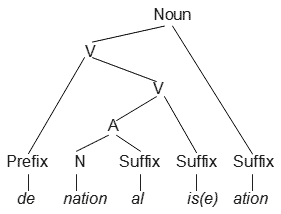 Noun
V
V
A
Prefix N Suffix Suffix Suffix
de nation al is(e) ation